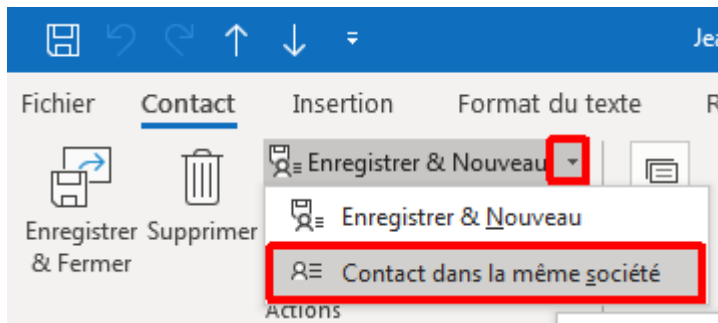 Jea
Fichier Contact Insertion Format du texte R
Enregistrer & Nouveau
Enregistrer & Nouveau
Enregistrer Supprimer
& Fermer
Contact dans la même société
Actions